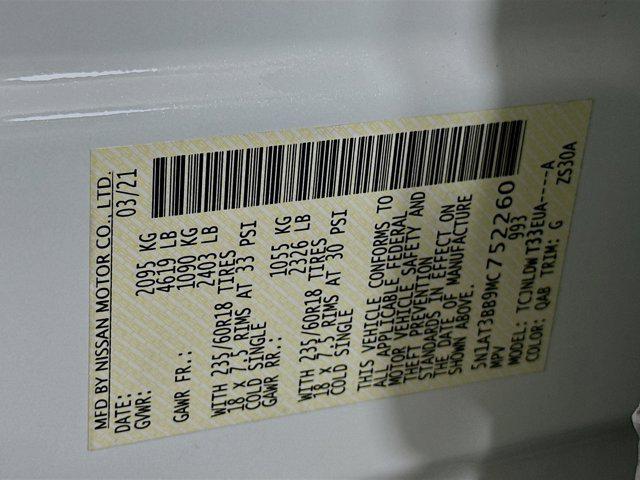 MFD BY NISSAN MOTOR CO., LTD.
DATE: 03/21
GVWR: 2095 KG
4619 LB
GAWR FR.: 1090 KG
2403 LB
WITH 235/60R18 TIRES
18 X 7.5 RIMS AT 33 PSI
COLD SINGLE
GAWR RR.: 1055 KG
2326 LB
WITH 235/60R18 TIRES
18 X 7.5 RIMS AT 30 PSI
COLD SINGLE
THIS VEHICLE CONFORMS TO
ALL APPLICABLE FEDERAL
MOTOR VEHICLE SAFETY AND
THEFT PREVENTION
STANDARDS IN EFFECT ON
THE DATE OF MANUFACTURE
SHOWN ABOVE.
5N1AT3BB9MC752260
MPV 993
MODEL: TCJNLDWT33EUA-----A
COLOR: QAB TRIM: G ZS30A